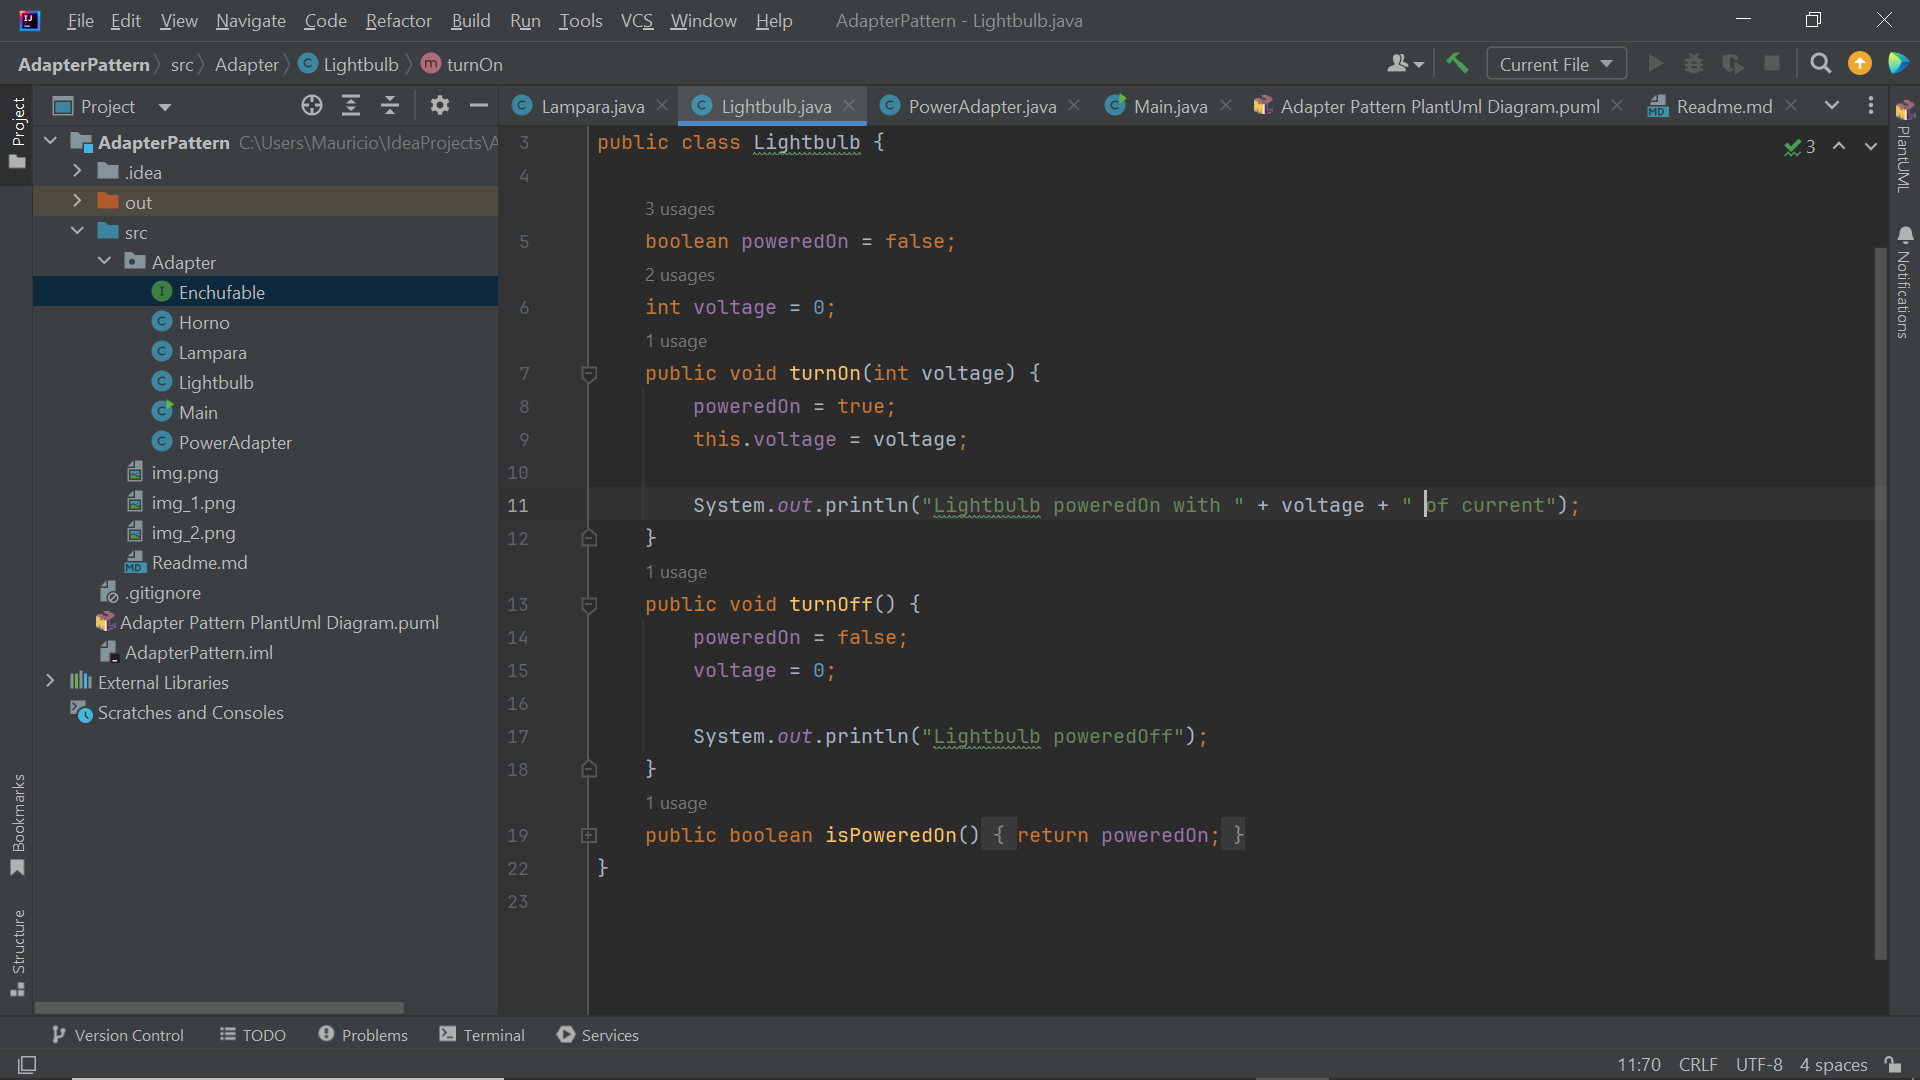 File Edit View Navigate Code Refactor Build Run Tools VCS Window Help AdapterPattern - Lightbulb.java
AdapterPattern src Adapter Lightbulb turnOn
Current File
Project
Lampara.java Lightbulb.java PowerAdapter.java Main.java Adapter Pattern PlantUml Diagram.puml Readme.md
Project
AdapterPattern C:\Users\Mauricio\IdeaProjects\A
.idea
out
src
Adapter
Enchufable
Horno
Lampara
Lightbulb
Main
PowerAdapter
img.png
img_1.png
img_2.png
Readme.md
.gitignore
Adapter Pattern PlantUml Diagram.puml
AdapterPattern.iml
External Libraries
Scratches and Consoles
Bookmarks
Structure
3 public class Lightbulb {
3
4
3 usages
5 boolean poweredOn = false;
2 usages
6 int voltage = 0;
1 usage
7 public void turnOn(int voltage) {
8 poweredOn = true;
9 this.voltage = voltage;
10
11 System.out.println("Lightbulb poweredOn with " + voltage + " of current");
12 }
1 usage
13 public void turnOff() {
14 poweredOn = false;
15 voltage = 0;
16
17 System.out.println("Lightbulb poweredOff");
18 }
1 usage
19 public boolean isPoweredOn() { return poweredOn; }
22 }
23
PlantUML
Notifications
Version Control TODO Problems Terminal Services
11:70 CRLF UTF-8 4 spaces